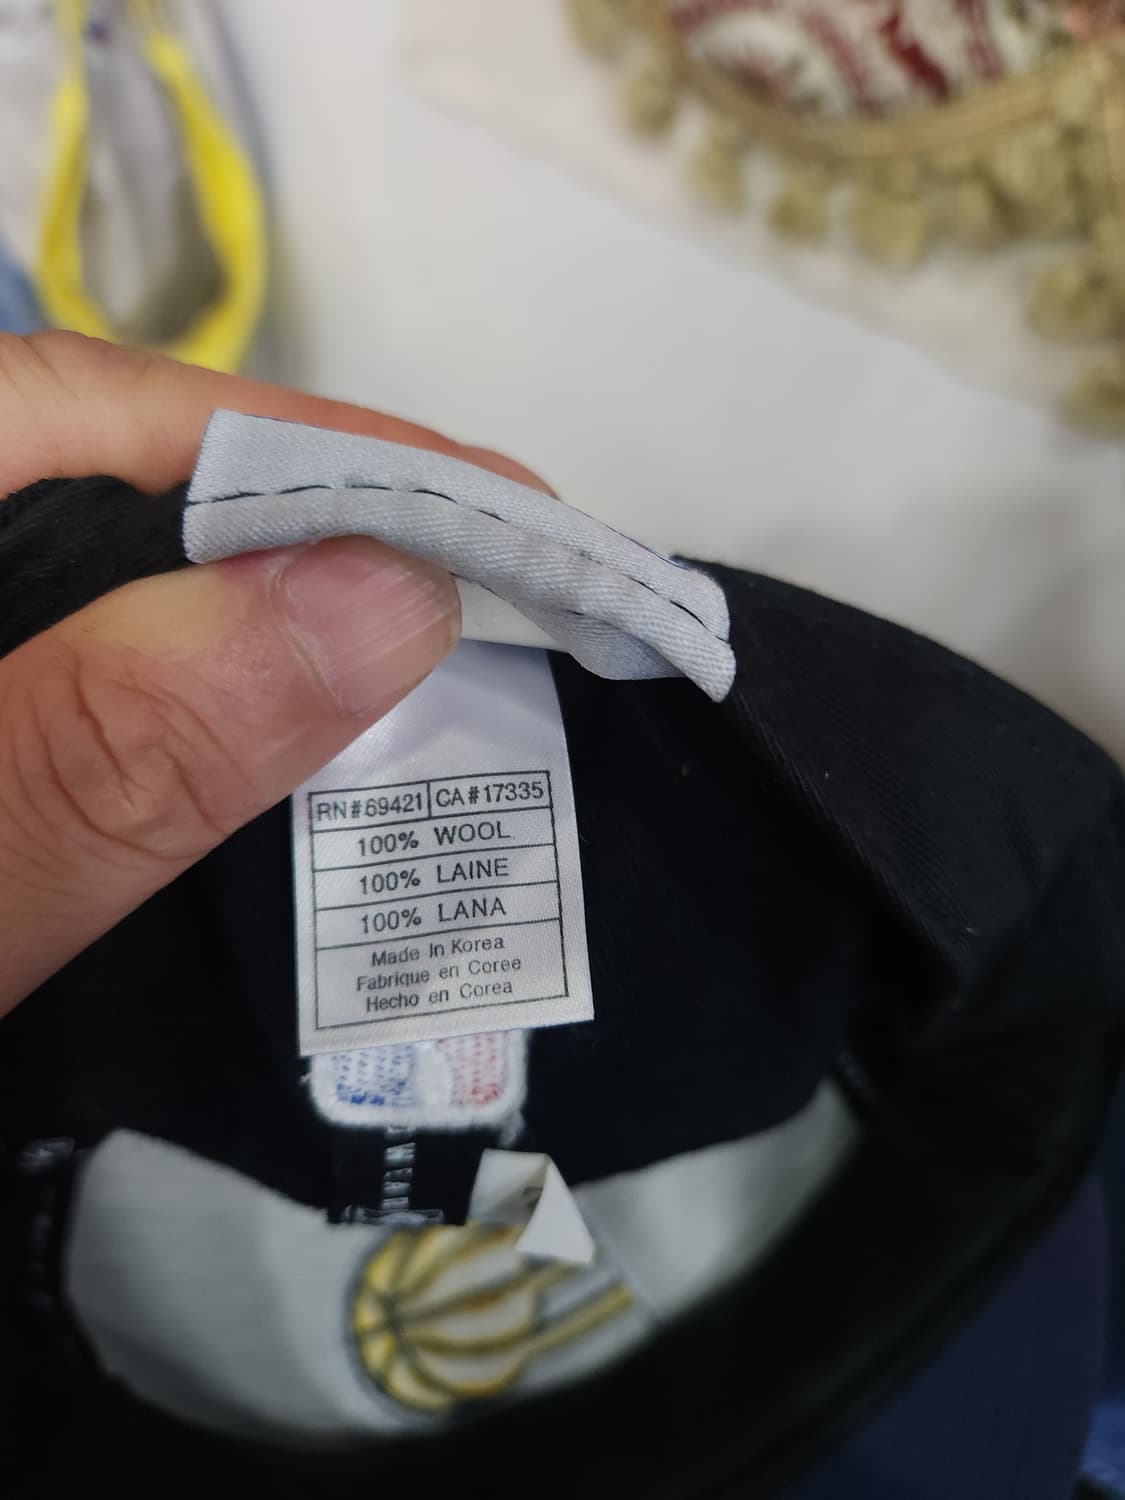 RN#69421 CA#17335
100% WOOL
100% LAINE
100% LANA
Made In Korea
Fabrique en Coree
Hecho en Corea